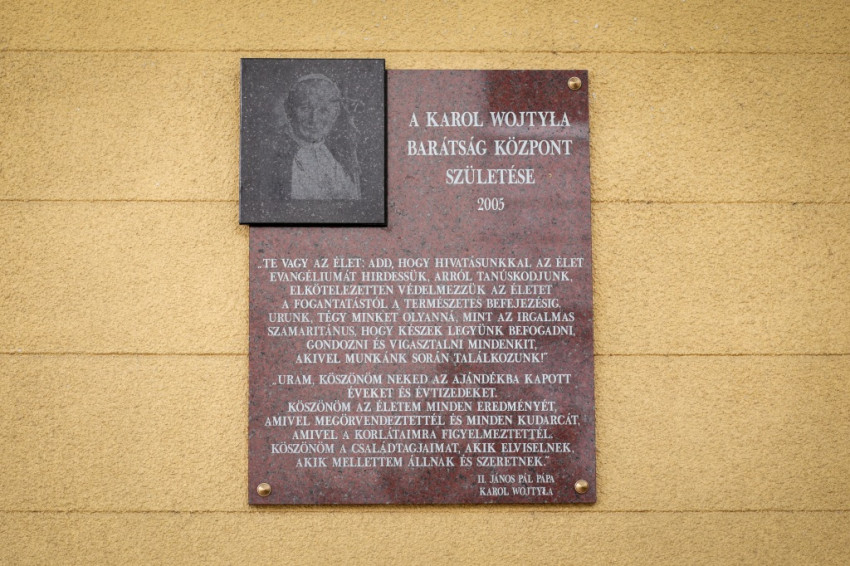 A KAROL WOJTYŁA
BARÁTSÁG KÖZPONT
SZÜLETÉSE
2005
„TE VAGY AZ ÉLET: ADD, HOGY HIVATÁSUNKKAL AZ ÉLET
EVANGÉLIUMÁT HIRDESSÜK, ARRÓL TANÚSKODJUNK,
ELKÖTELEZETTEN VÉDELMEZZÜK AZ ÉLETET
A FOGANTATÁSTÓL A TERMÉSZETES BEFEJEZÉSIG.
URUNK, TÉGY MINKET OLYANNÁ, MINT AZ IRGALMAS
SZAMARITÁNUS, HOGY KÉSZEK LEGYÜNK BEFOGADNI,
GONDOZNI ÉS VIGASZTALNI MINDENKIT,
AKIVEL MUNKÁNK SORÁN TALÁLKOZUNK!”
„URAM, KÖSZÖNÖM NEKED AZ AJÁNDÉKBA KAPOTT
ÉVEKET ÉS ÉVTIZEDEKET.
KÖSZÖNÖM AZ ÉLETEM MINDEN EREDMÉNYÉT,
AMIVEL MEGÖRVENDEZTETTÉL ÉS MINDEN KUDARCÁT,
AMIVEL A KORLÁTAIMRA FIGYELMEZTETTÉL.
KÖSZÖNÖM A CSALÁDTAGJAIMAT, AKIK ELVISELNEK,
AKIK MELLETTEM ÁLLNAK ÉS SZERETNEK.”
II. JÁNOS PÁL PÁPA
KAROL WOJTYŁA